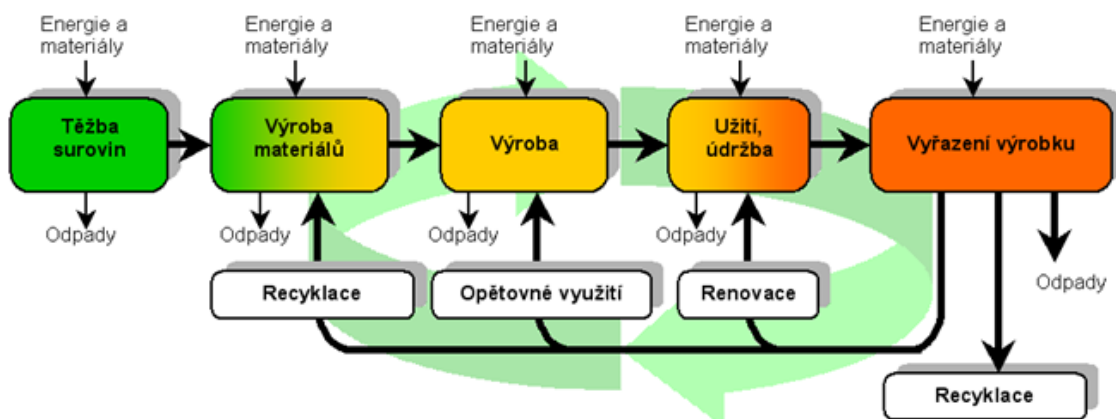 Energie a
materiály
Energie a
materiály
Energie a
materiály
Energie a
materiály
Energie a
materiály
Těžba
surovin
Výroba
materiálů
Výroba
Užití,
údržba
Vyřazení výrobku
Odpady
Odpady
Odpady
Odpady
Odpady
Recyklace
Opětovné využití
Renovace
Recyklace